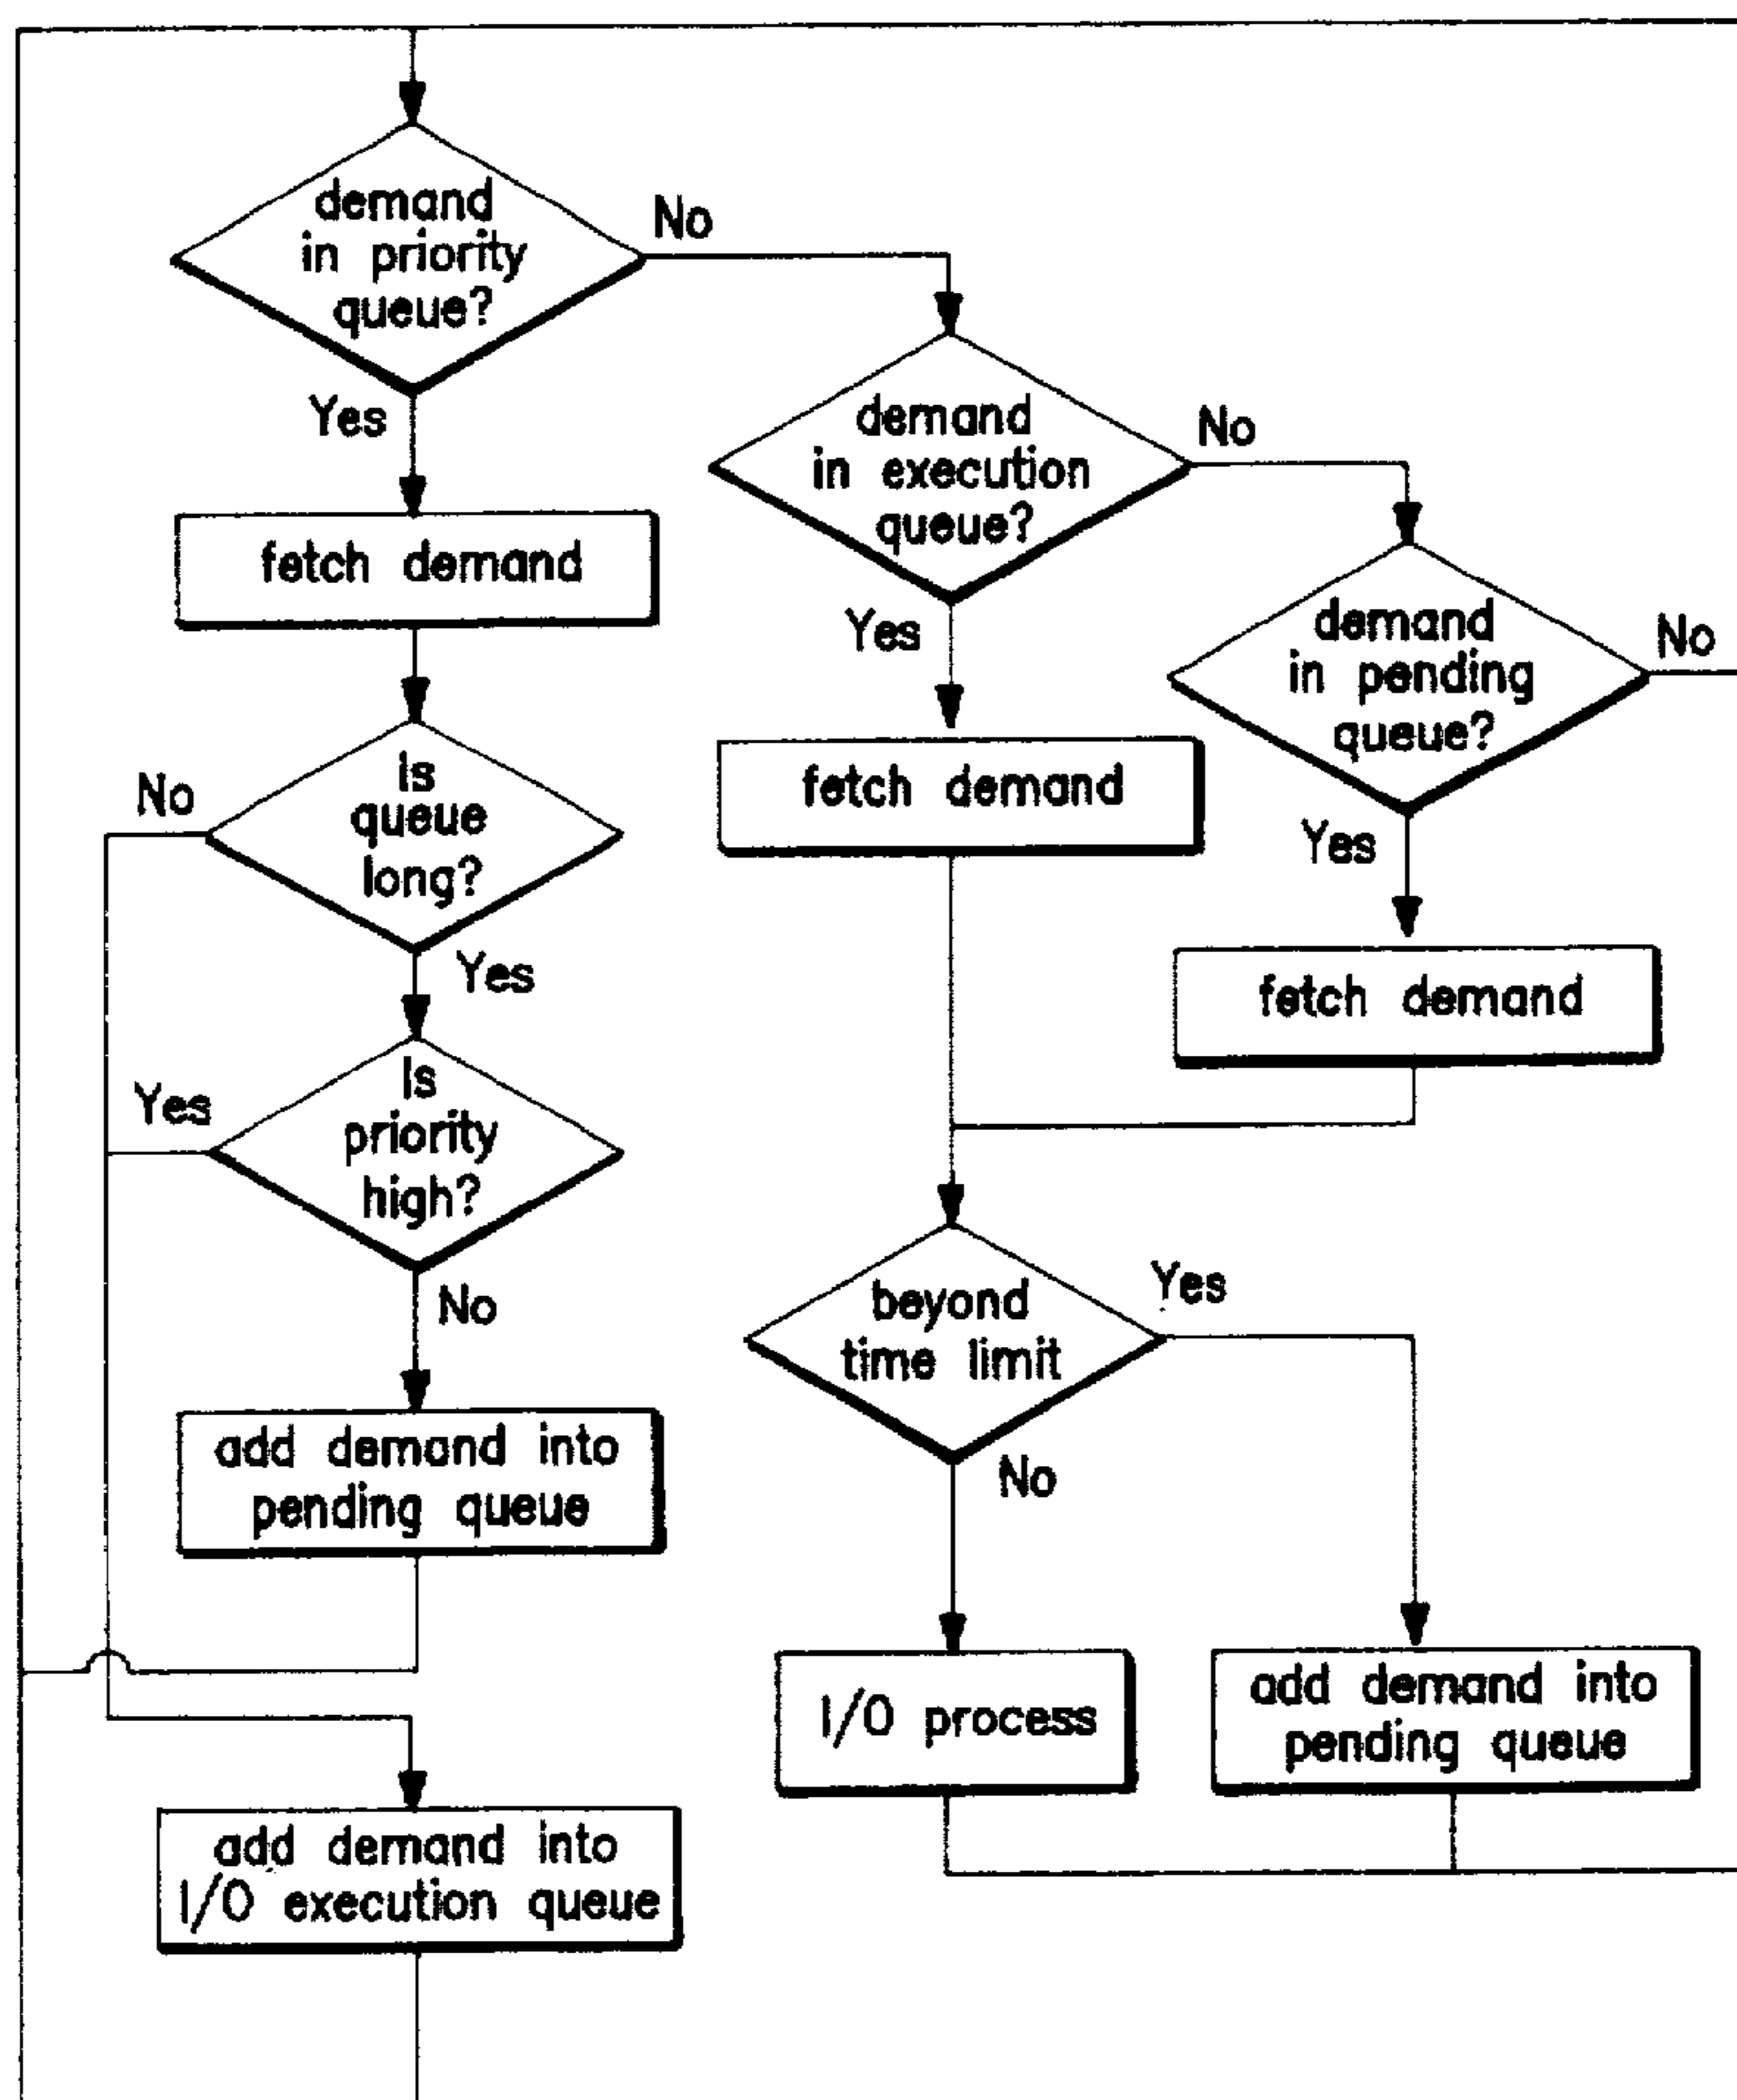 demand
in priority
queue?
No
Yes
fetch demand
is
queue
long?
No
Yes
Is
priority
high?
Yes
No
add demand into
pending queue
add demand into
I/O execution queue
demand
in execution
queue?
No
Yes
fetch demand
demand
in pending
queue?
No
Yes
fetch demand
beyond
time limit
Yes
No
I/O process
add demand into
pending queue